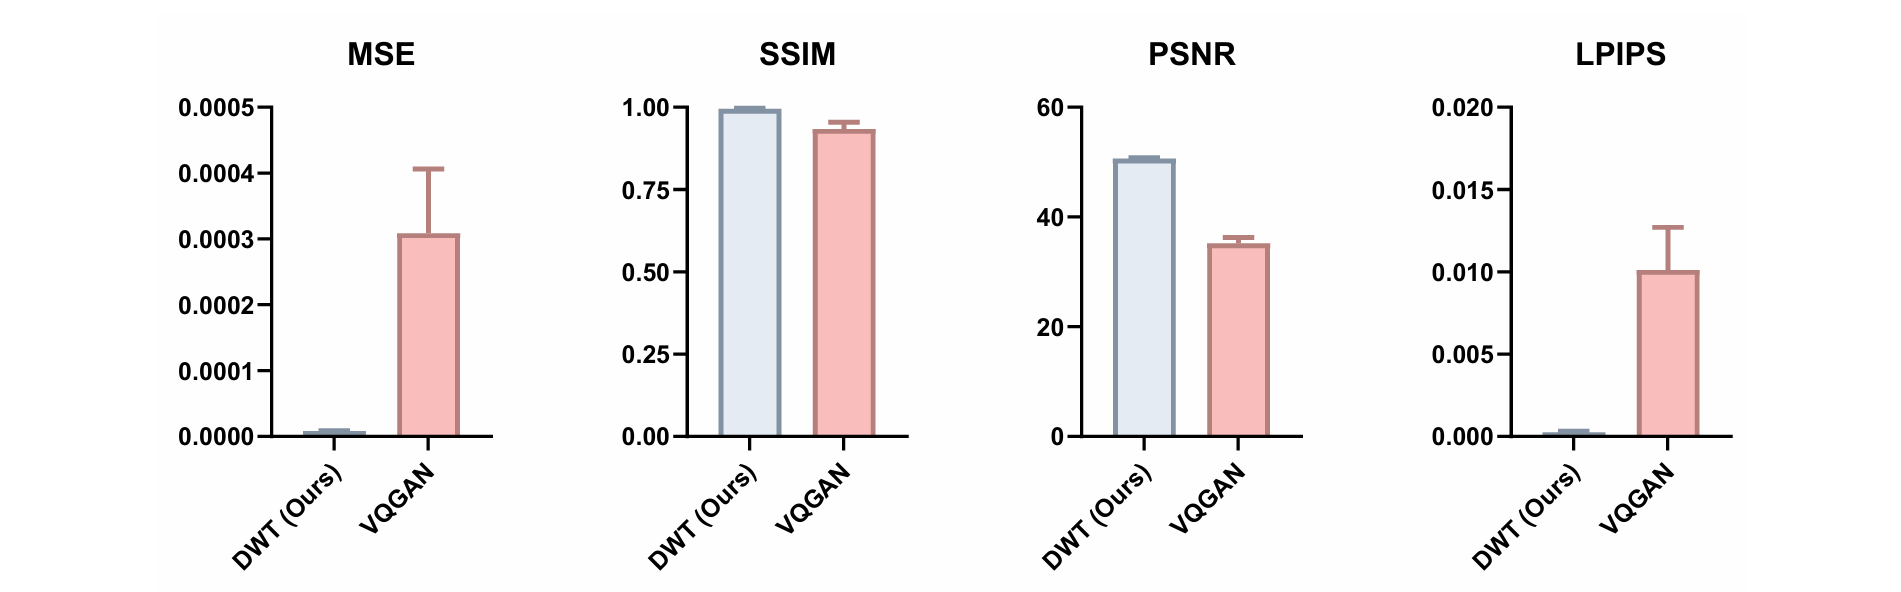 MSE
0.0005
0.0004
0.0003
0.0002
0.0001
0.0000
DWT (Ours)
VQGAN
SSIM
1.00
0.75
0.50
0.25
0.00
DWT (Ours)
VQGAN
PSNR
60
40
20
0
DWT (Ours)
VQGAN
LPIPS
0.020
0.015
0.010
0.005
0.000
DWT (Ours)
VQGAN